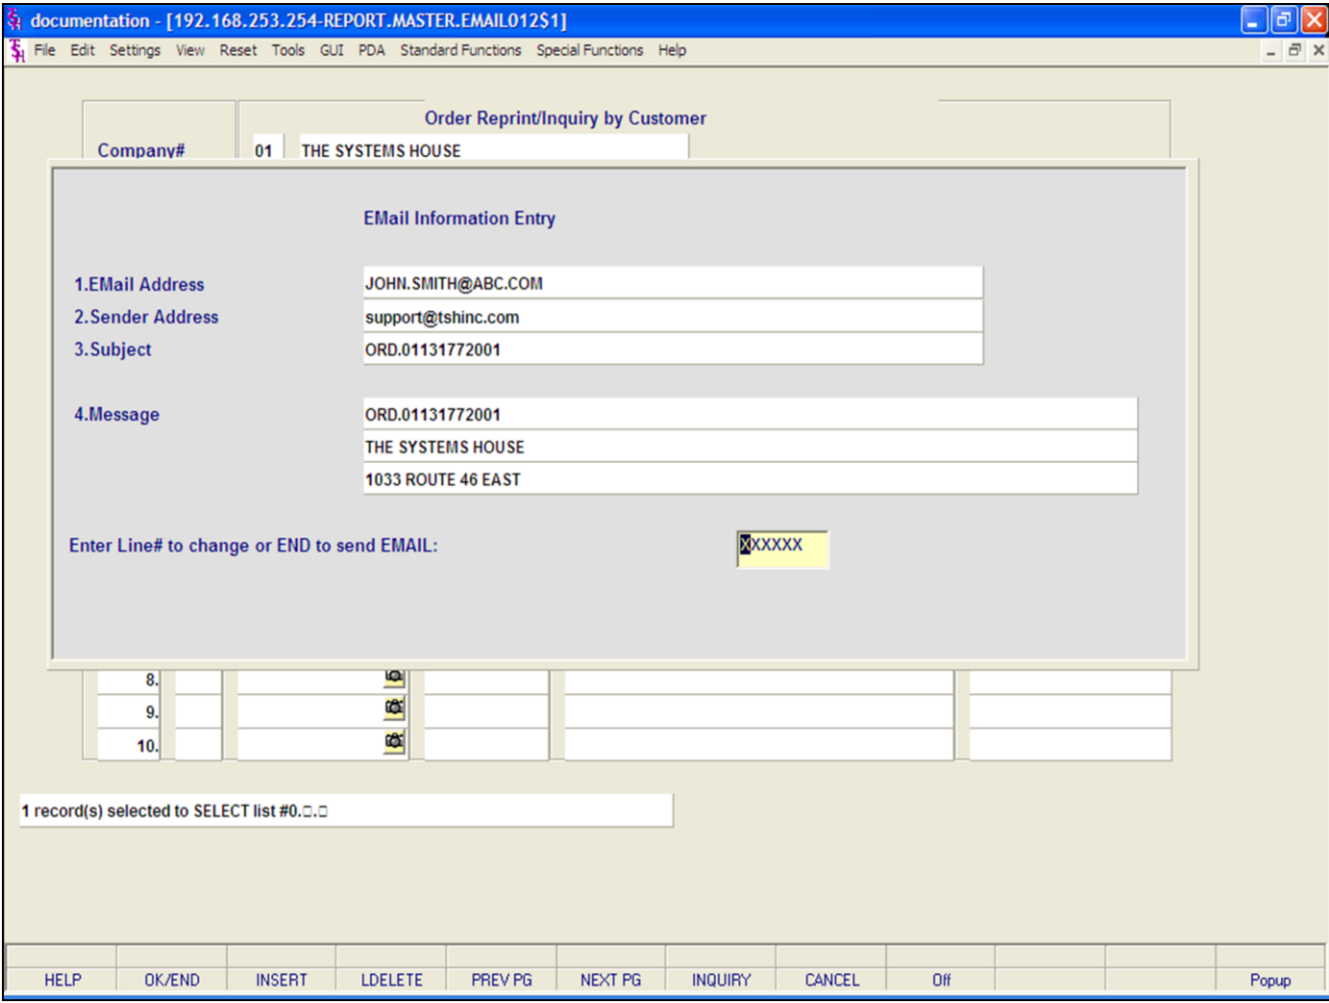 documentation - [192.168.253.254-REPORT.MASTER.EMAIL012$1]
File Edit Settings View Reset Tools GUI PDA Standard Functions Special Functions Help
Order Reprint/Inquiry by Customer
Company# 01 THE SYSTEMS HOUSE
EMail Information Entry
1.EMail Address JOHN.SMITH@ABC.COM
2.Sender Address support@tshinc.com
3.Subject ORD.01131772001
4.Message ORD.01131772001
THE SYSTEMS HOUSE
1033 ROUTE 46 EAST
Enter Line# to change or END to send EMAIL: XXXXXX
8.
9.
10.
1 record(s) selected to SELECT list #0.□.□
HELP OK/END INSERT LDELETE PREV PG NEXT PG INQUIRY CANCEL Off Popup